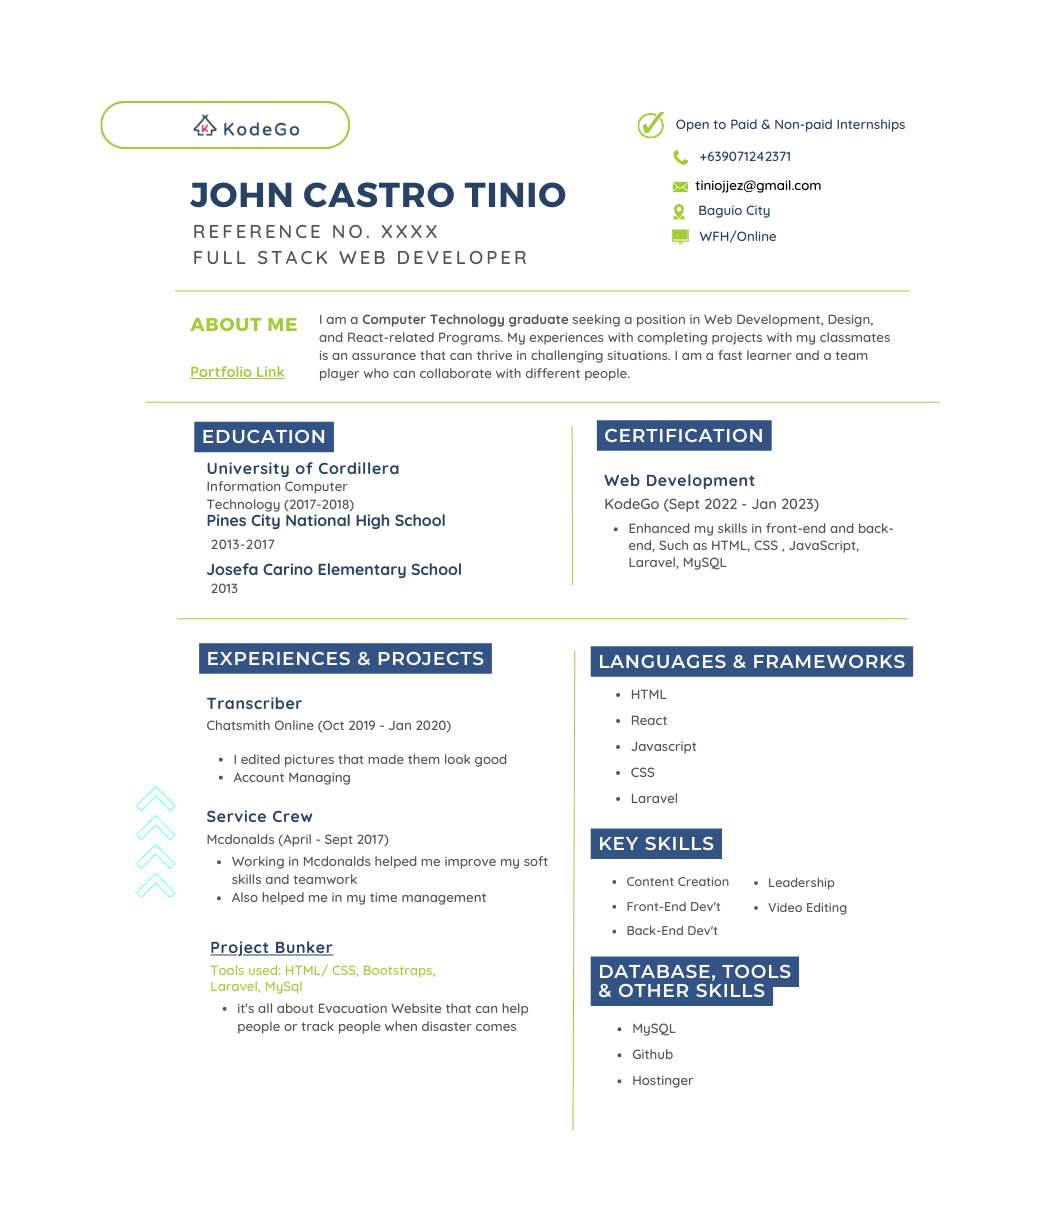 KodeGo
Open to Paid & Non-paid Internships
+639071242371
tiniojjez@gmail.com
Baguio City
WFH/Online
JOHN CASTRO TINIO
REFERENCE NO. XXXX
FULL STACK WEB DEVELOPER
ABOUT ME
Portfolio Link
I am a Computer Technology graduate seeking a position in Web Development, Design,
and React-related Programs. My experiences with completing projects with my classmates
is an assurance that can thrive in challenging situations. I am a fast learner and a team
player who can collaborate with different people.
EDUCATION
University of Cordillera
Information Computer
Technology (2017-2018)
Pines City National High School
2013-2017
Josefa Carino Elementary School
2013
CERTIFICATION
Web Development
KodeGo (Sept 2022 - Jan 2023)
• Enhanced my skills in front-end and back-
end, Such as HTML, CSS , JavaScript,
Laravel, MySQL
EXPERIENCES & PROJECTS
Transcriber
Chatsmith Online (Oct 2019 - Jan 2020)
• I edited pictures that made them look good
• Account Managing
Service Crew
Mcdonalds (April - Sept 2017)
• Working in Mcdonalds helped me improve my soft
skills and teamwork
• Also helped me in my time management
Project Bunker
Tools used: HTML/ CSS, Bootstraps,
Laravel, MySql
• it's all about Evacuation Website that can help
people or track people when disaster comes
LANGUAGES & FRAMEWORKS
• HTML
• React
• Javascript
• CSS
• Laravel
KEY SKILLS
• Content Creation
• Front-End Dev't
• Back-End Dev't
• Leadership
• Video Editing
DATABASE, TOOLS
& OTHER SKILLS
• MySQL
• Github
• Hostinger